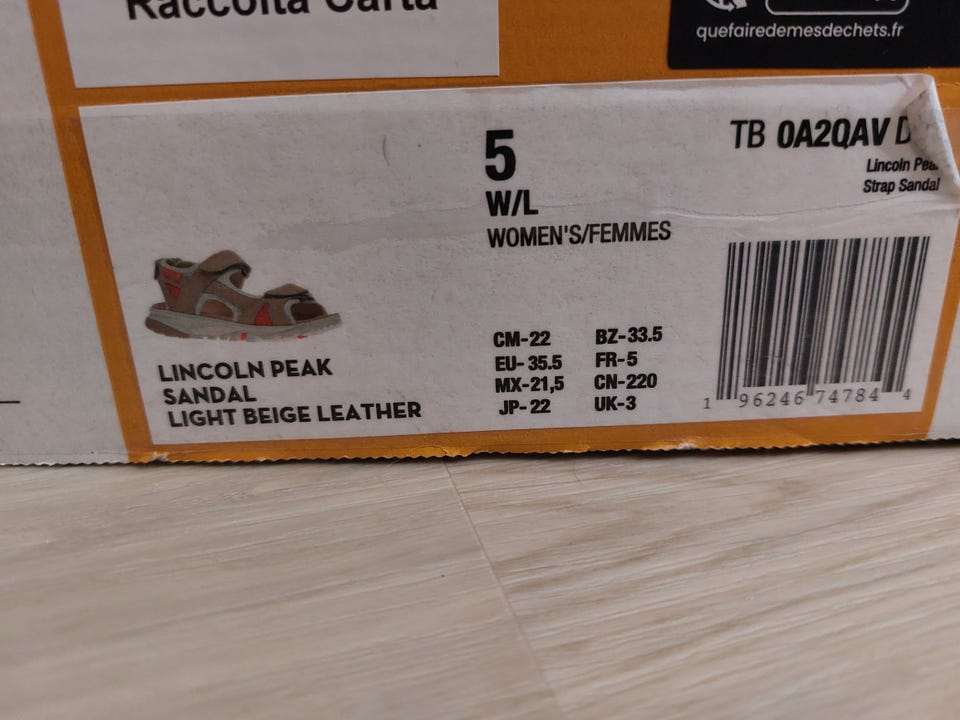 Raccolta Carta
quefairedemesdechets.fr
5
W/L
WOMEN'S/FEMMES
TB 0A2QAV
Lincoln
Strap Sandal
LINCOLN PEAK
SANDAL
LIGHT BEIGE LEATHER
CM-22 BZ-33.5
EU-35.5 FR-5
MX-21,5 CN-220
JP-22 UK-3
1 96246 74784 4